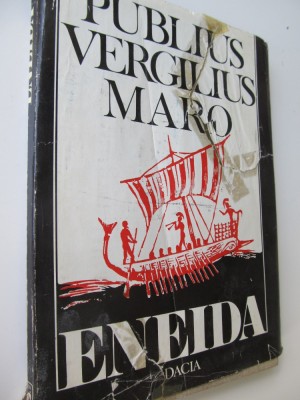 PUBLIUS
VERGILIUS
MARO
ENEIDA
DACIA